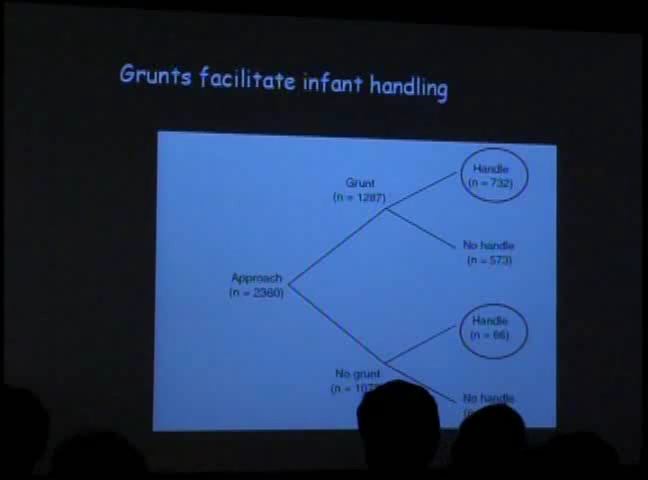 Grunts facilitate infant handling
Handle
Grunt
(n = 732)
(n = 1287)
No handle
(n = 573)
Approach
(n = 2360)
Handle
(n = 66)
No grunt
No handle